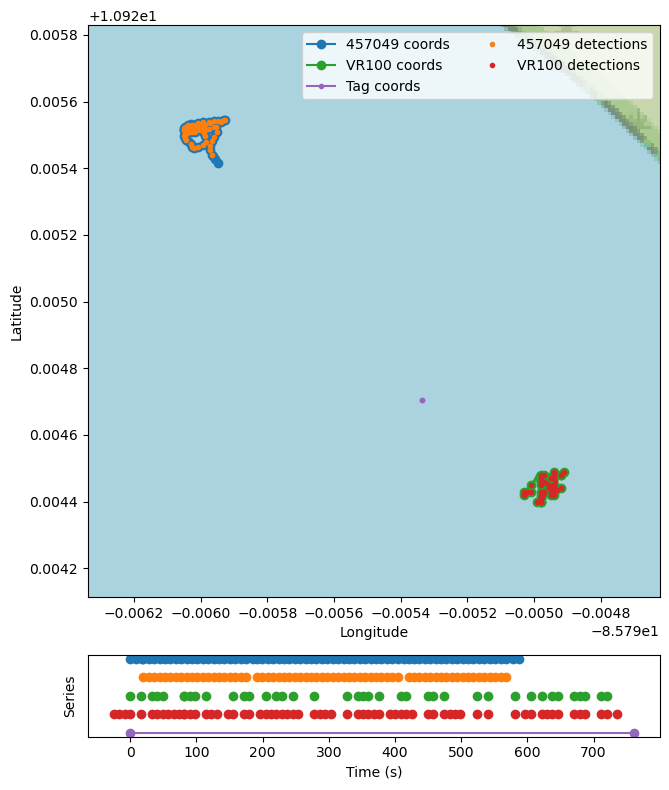 +1.092e1
0.0058
0.0056
0.0054
0.0052
0.0050
0.0048
0.0046
0.0044
0.0042
Latitude
457049 coords
VR100 coords
Tag coords
457049 detections
VR100 detections
−0.0062 −0.0060 −0.0058 −0.0056 −0.0054 −0.0052 −0.0050 −0.0048
Longitude
−8.579e1
Series
0 100 200 300 400 500 600 700
Time (s)